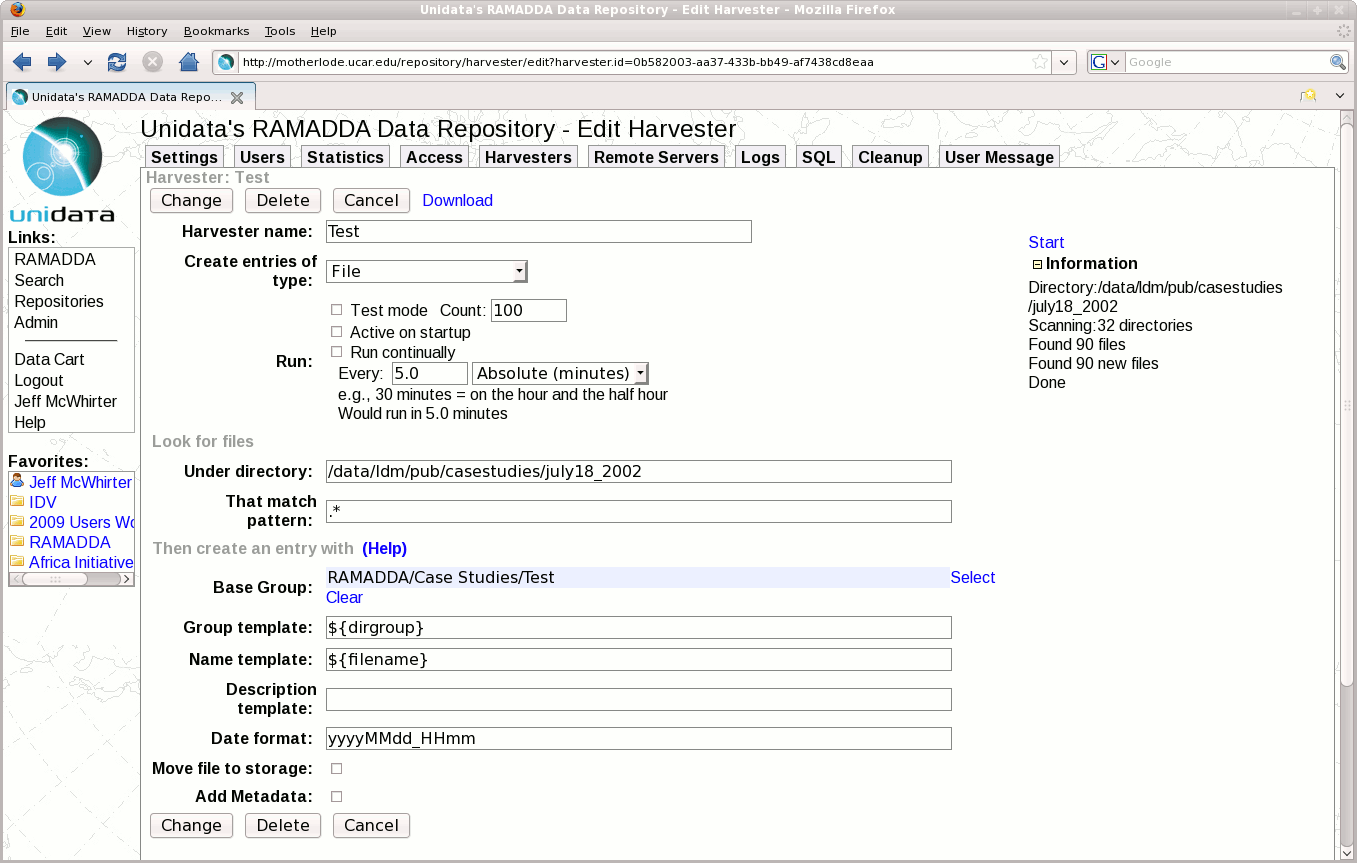 Unidata's RAMADDA Data Repository - Edit Harvester - Mozilla Firefox
File Edit View History Bookmarks Tools Help
http://motherlode.ucar.edu/repository/harvester/edit?harvester.id=0b582003-aa37-433b-bb49-af7438cd8eaa
G Google
Unidata's RAMADDA Data Repo...
unidata
Links:
RAMADDA
Search
Repositories
Admin
Data Cart
Logout
Jeff McWhirter
Help
Favorites:
Jeff McWhirter
IDV
2009 Users Wo
RAMADDA
Africa Initiative
Unidata's RAMADDA Data Repository - Edit Harvester
Settings Users Statistics Access Harvesters Remote Servers Logs SQL Cleanup User Message
Harvester: Test
Change Delete Cancel Download
Harvester name: Test
Create entries of
type: File
Test mode Count: 100
Active on startup
Run: Run continually
Every: 5.0 Absolute (minutes)
e.g., 30 minutes = on the hour and the half hour
Would run in 5.0 minutes
Look for files
Under directory: /data/ldm/pub/casestudies/july18_2002
That match
pattern: .*
Then create an entry with (Help)
Base Group: RAMADDA/Case Studies/Test Select
Clear
Group template: ${dirgroup}
Name template: ${filename}
Description
template:
Date format: yyyyMMdd_HHmm
Move file to storage:
Add Metadata:
Change Delete Cancel
Start
Information
Directory:/data/ldm/pub/casestudies
/july18_2002
Scanning:32 directories
Found 90 files
Found 90 new files
Done